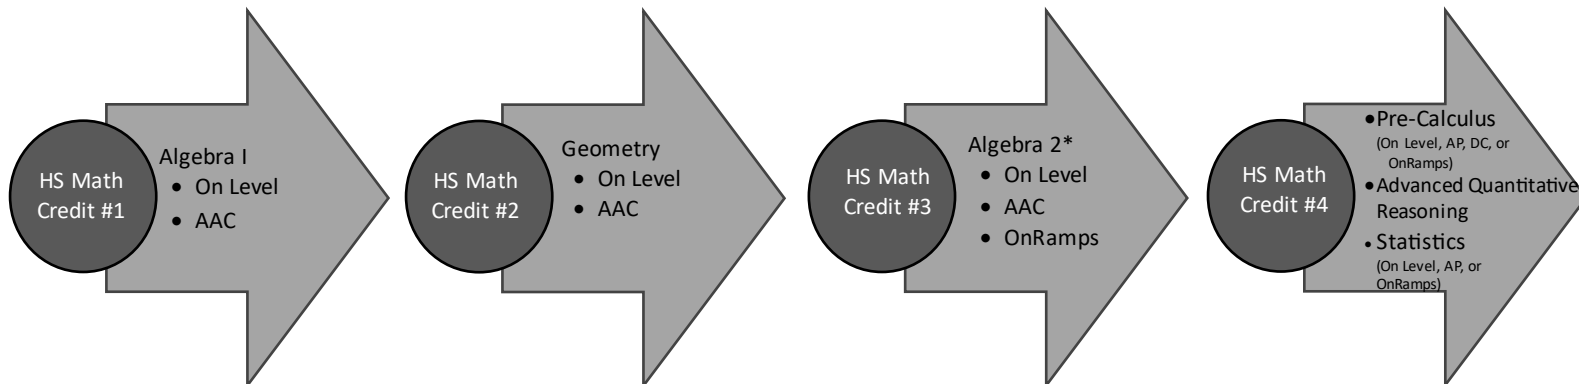 HS Math
Credit #1
Algebra I
• On Level
• AAC
HS Math
Credit #2
Geometry
• On Level
• AAC
HS Math
Credit #3
Algebra 2*
• On Level
• AAC
• OnRamps
HS Math
Credit #4
•Pre-Calculus
(On Level, AP, DC, or
OnRamps)
•Advanced Quantitative
Reasoning
• Statistics
(On Level, AP, or
OnRamps)